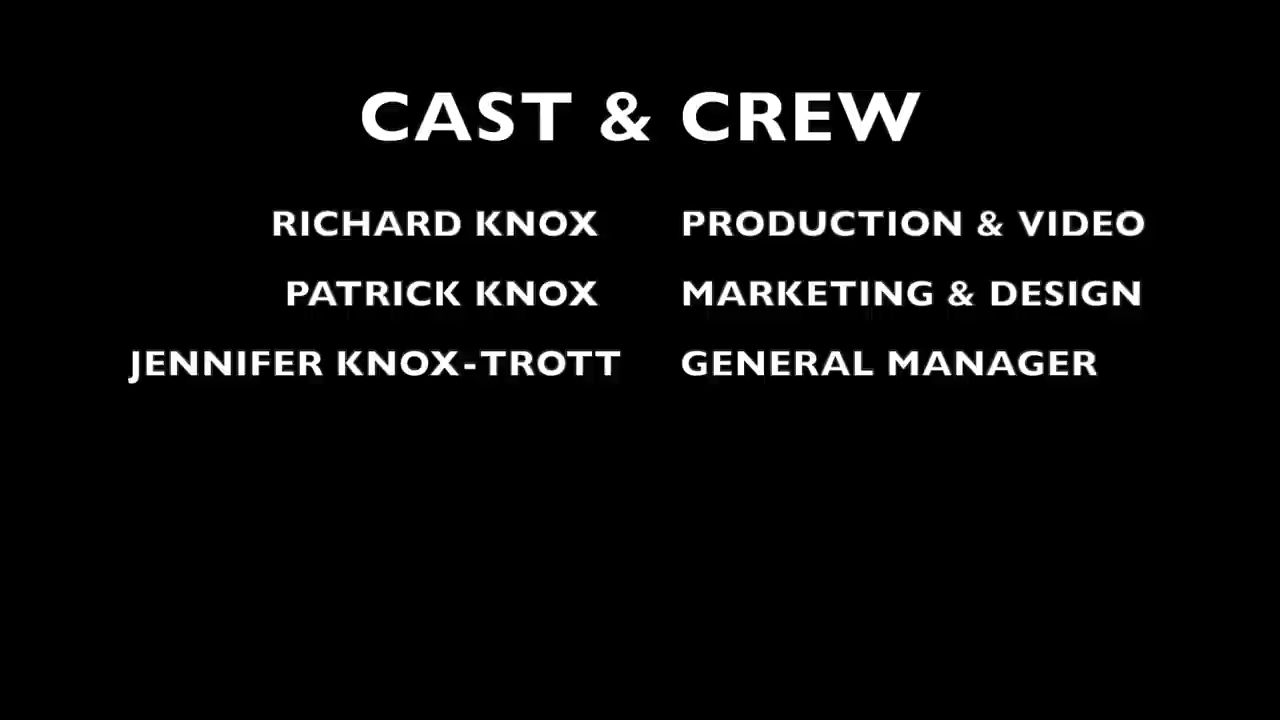 CAST & CREW
RICHARD KNOX PRODUCTION & VIDEO
PATRICK KNOX MARKETING & DESIGN
JENNIFER KNOX-TROTT GENERAL MANAGER